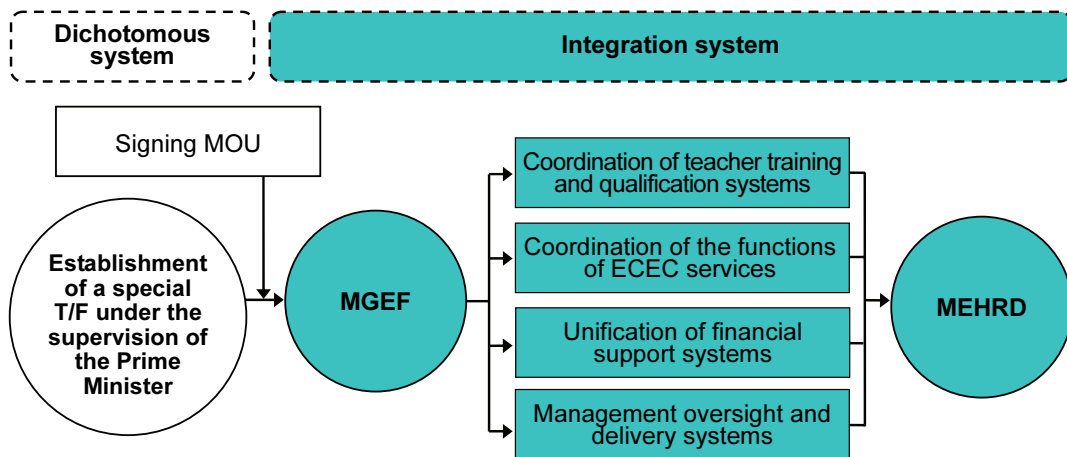 Dichotomous
system
Integration system
Signing MOU
Establishment
of a special
T/F under the
supervision of
the Prime
Minister
MGEF
Coordination of teacher training
and qualification systems
Coordination of the functions
of ECEC services
Unification of financial
support systems
Management oversight and
delivery systems
MEHRD